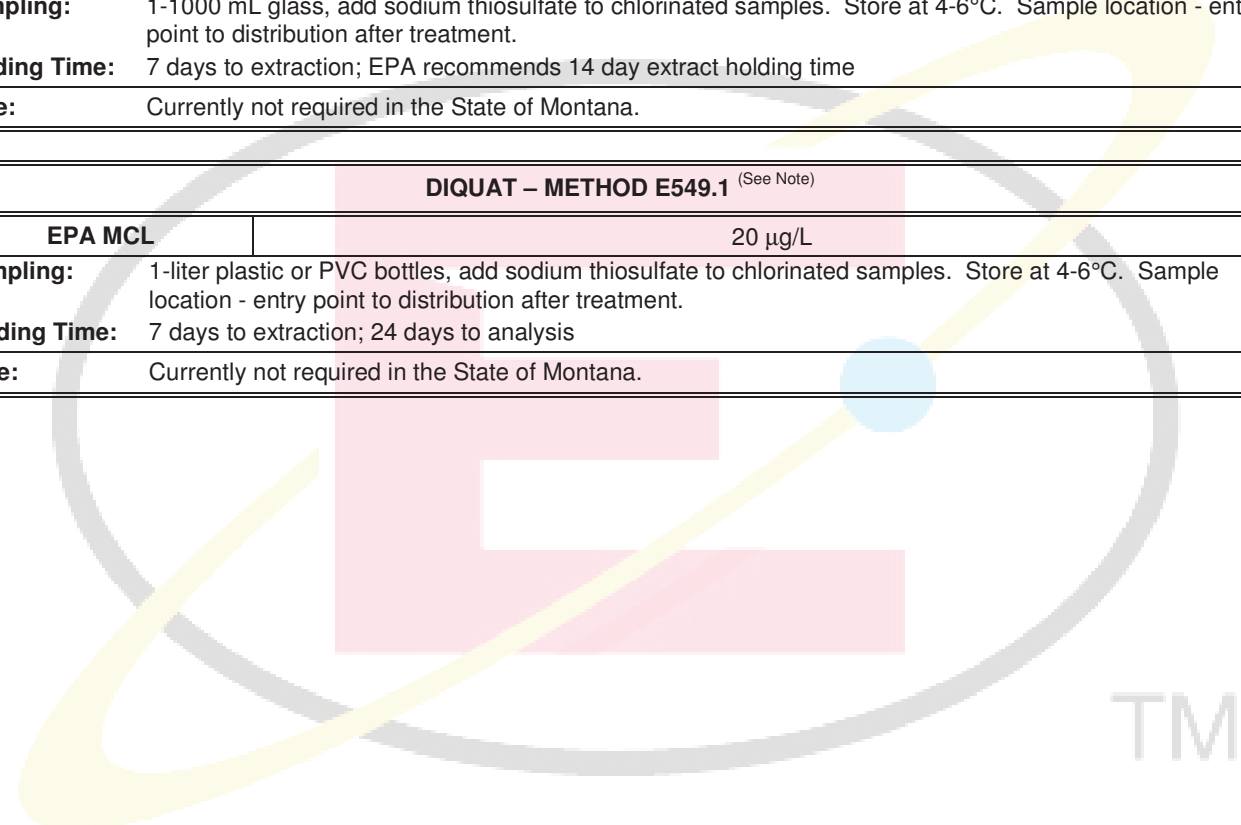 mpling: 1-1000 mL glass, add sodium thiosulfate to chlorinated samples. Store at 4-6°C. Sample location - ent
point to distribution after treatment.
ding Time: 7 days to extraction; EPA recommends 14 day extract holding time
e: Currently not required in the State of Montana.
DIQUAT – METHOD E549.1 (See Note)
EPA MCL 20 µg/L
mpling: 1-liter plastic or PVC bottles, add sodium thiosulfate to chlorinated samples. Store at 4-6°C. Sample
location - entry point to distribution after treatment.
ding Time: 7 days to extraction; 24 days to analysis
e: Currently not required in the State of Montana.
E
TM